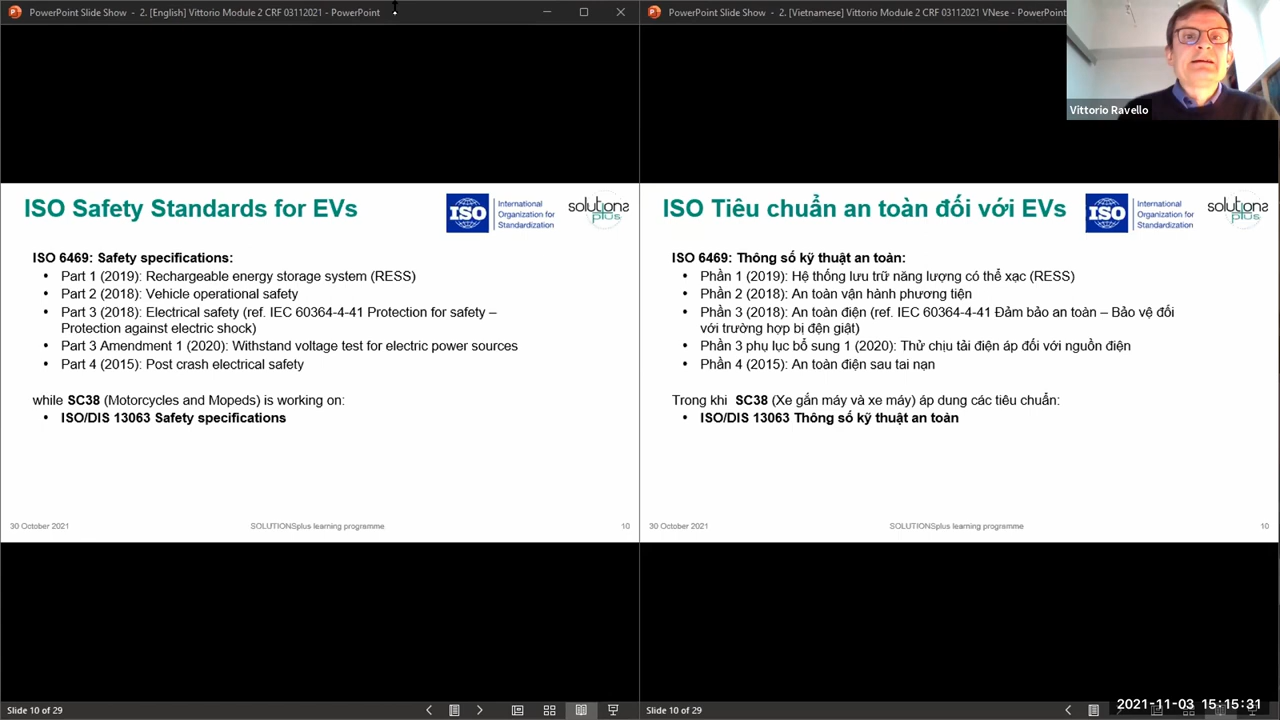 PowerPoint Slide Show - 2. [English] Vittorio Module 2 CRF 03112021 - PowerPoint
ISO Safety Standards for EVs
ISO
International
Organization for
Standardization
solutions
plus
ISO 6469: Safety specifications:
• Part 1 (2019): Rechargeable energy storage system (RESS)
• Part 2 (2018): Vehicle operational safety
• Part 3 (2018): Electrical safety (ref. IEC 60364-4-41 Protection for safety –
Protection against electric shock)
• Part 3 Amendment 1 (2020): Withstand voltage test for electric power sources
• Part 4 (2015): Post crash electrical safety
while SC38 (Motorcycles and Mopeds) is working on:
• ISO/DIS 13063 Safety specifications
30 October 2021
SOLUTIONSplus learning programme
10
Slide 10 of 29
PowerPoint Slide Show - 2. [Vietnamese] Vittorio Module 2 CRF 03112021 VNese - PowerPoint
Vittorio Ravello
ISO Tiêu chuẩn an toàn đối với EVs
ISO
International
Organization for
Standardization
solutions
plus
ISO 6469: Thông số kỹ thuật an toàn:
• Phần 1 (2019): Hệ thống lưu trữ năng lượng có thể xạc (RESS)
• Phần 2 (2018): An toàn vận hành phương tiện
• Phần 3 (2018): An toàn điện (ref. IEC 60364-4-41 Đảm bảo an toàn – Bảo vệ đối
với trường hợp bị đện giật)
• Phần 3 phụ lục bổ sung 1 (2020): Thử chịu tải điện áp đối với nguồn điện
• Phần 4 (2015): An toàn điện sau tai nạn
Trong khi SC38 (Xe gắn máy và xe máy) áp dung các tiêu chuẩn:
• ISO/DIS 13063 Thông số kỹ thuật an toàn
30 October 2021
SOLUTIONSplus learning programme
10
Slide 10 of 29
2021-11-03 15:15:31